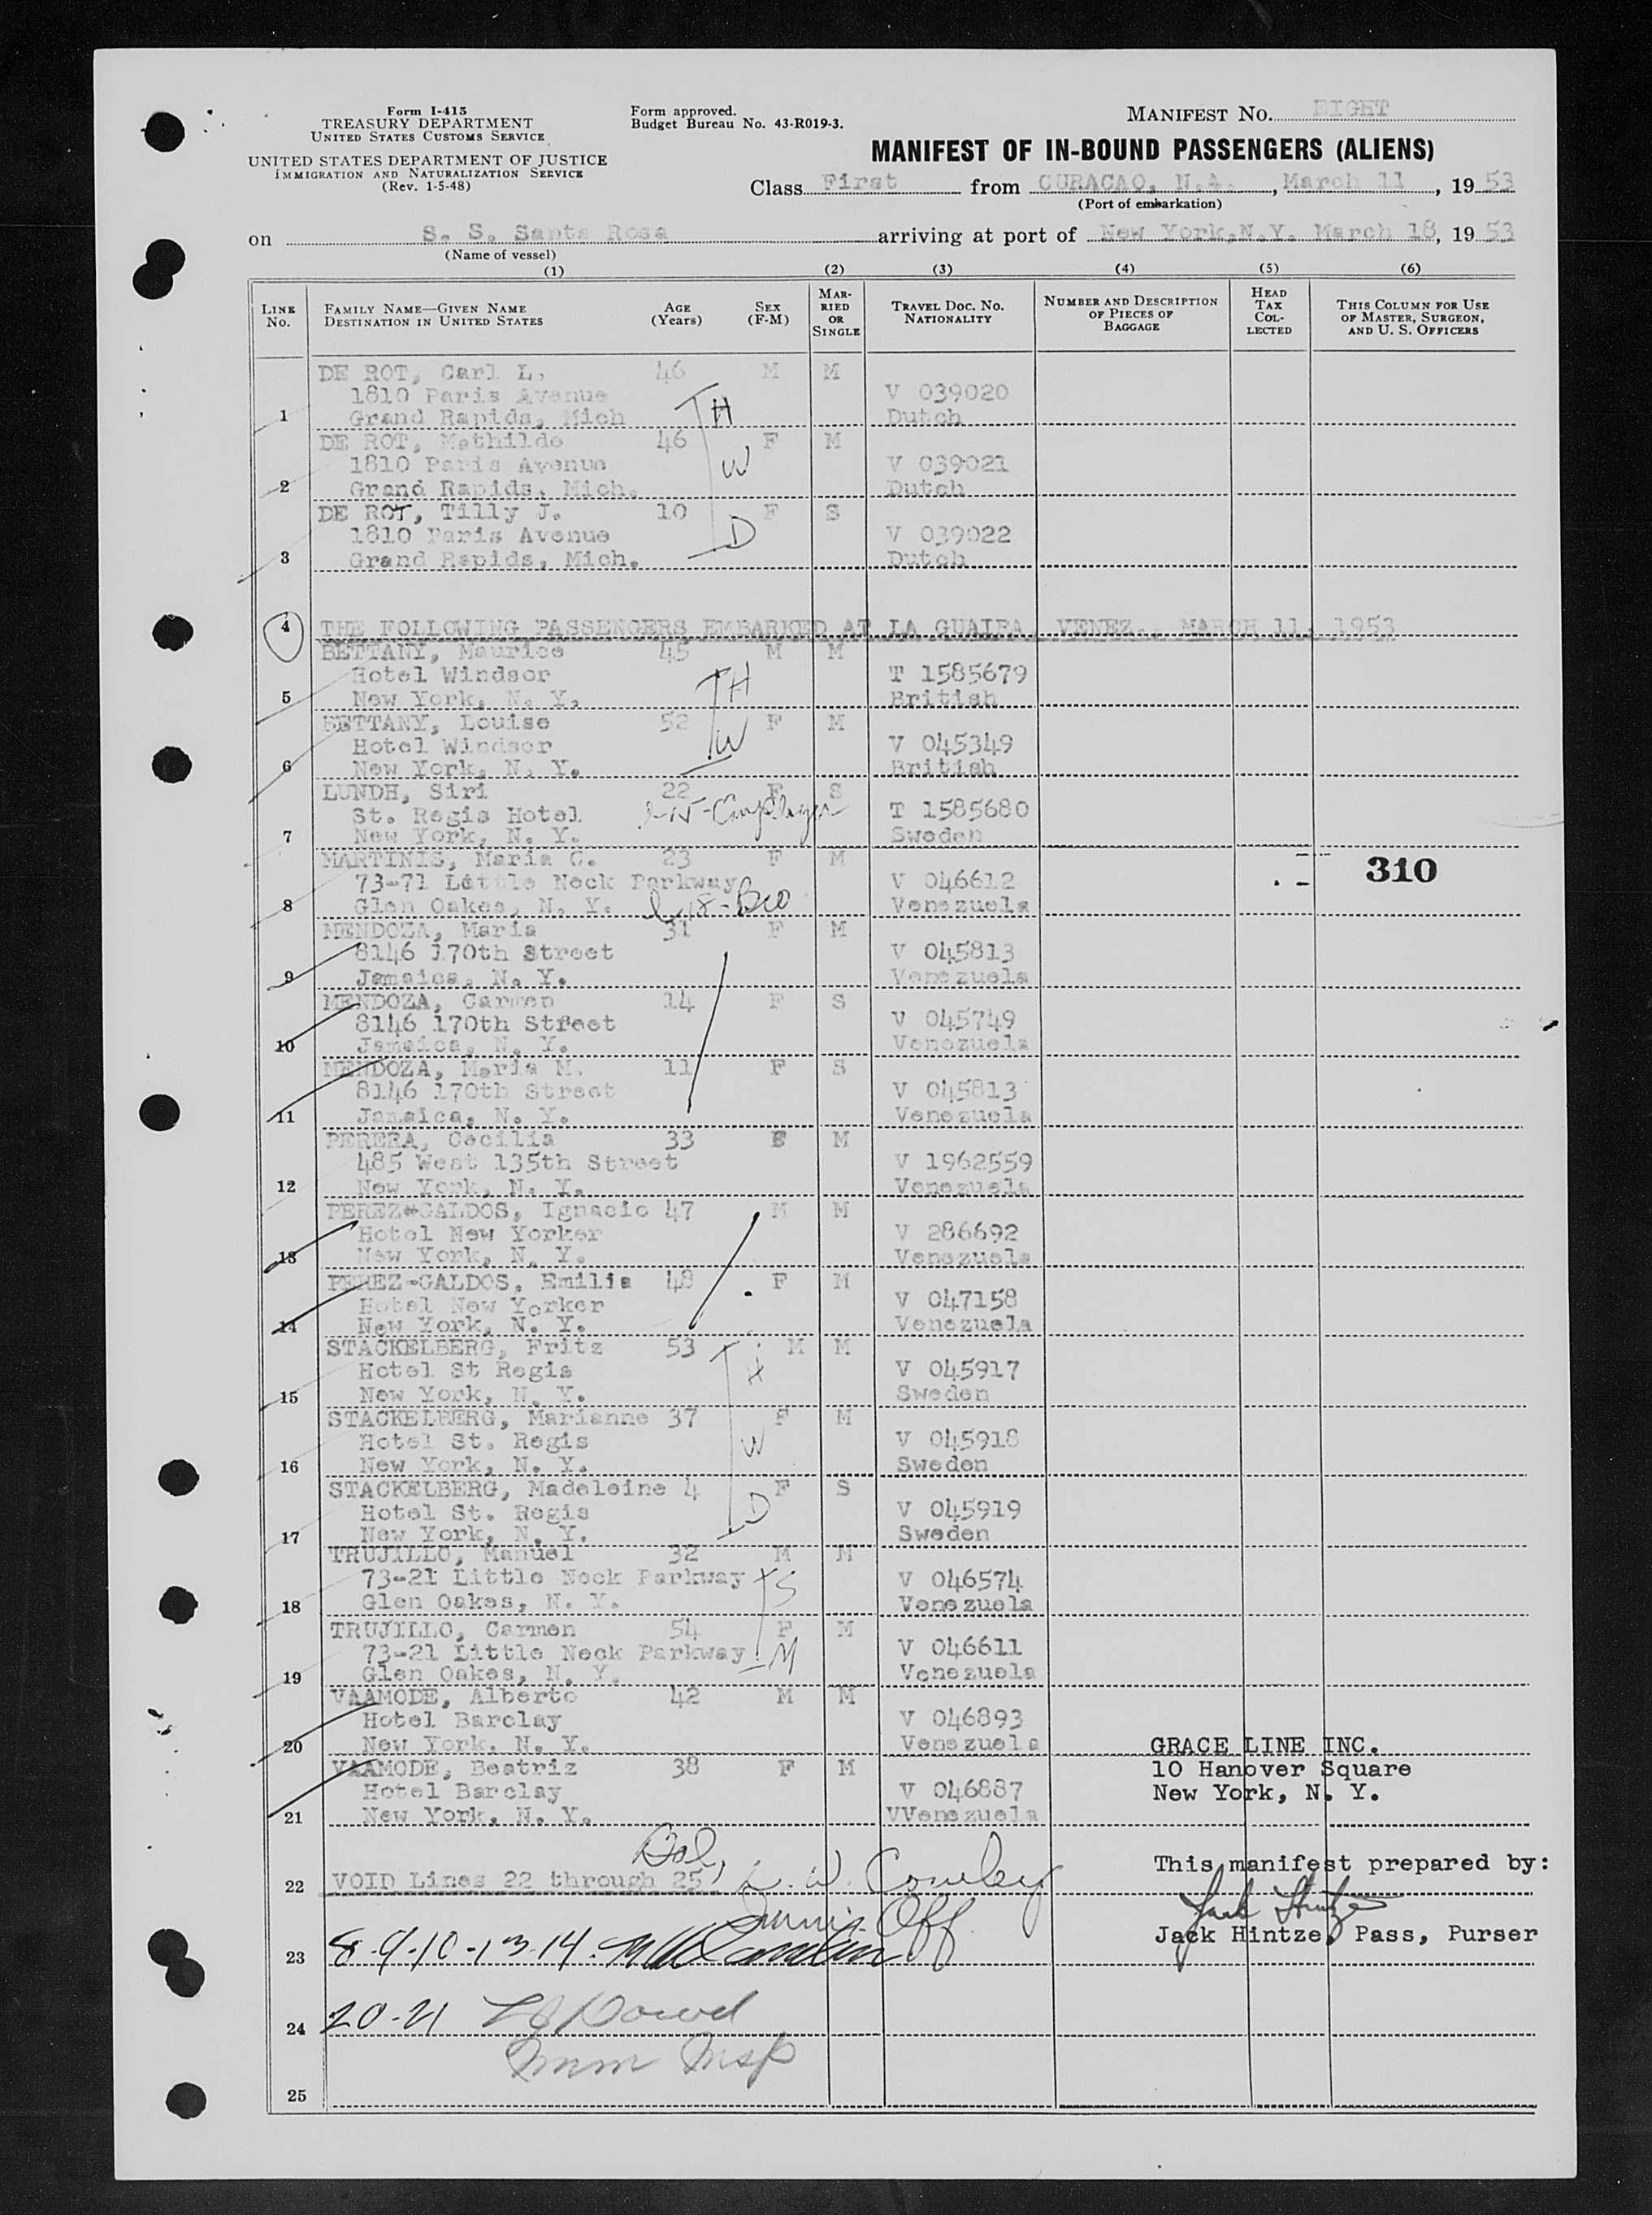 Form I-415
TREASURY DEPARTMENT
UNITED STATES CUSTOMS SERVICE
UNITED STATES DEPARTMENT OF JUSTICE
IMMIGRATION AND NATURALIZATION SERVICE
(Rev. 1-5-48)
Form approved.
Budget Bureau No. 43-R019-3.
MANIFEST NO. EIGHT
MANIFEST OF IN-BOUND PASSENGERS (ALIENS)
Class First from CURACAO, N.A., March 11, 1953
(Port of embarkation)
on S. S. Santa Rosa arriving at port of New York,N.Y. March 18, 1953
(Name of vessel)
(1) (2) (3) (4) (5) (6)
LINE NO.
FAMILY NAME—GIVEN NAME
DESTINATION IN UNITED STATES
AGE (Years)
SEX (F-M)
MARRIED OR SINGLE
TRAVEL DOC. NO.
NATIONALITY
NUMBER AND DESCRIPTION OF PIECES OF BAGGAGE
HEAD TAX COLLECTED
THIS COLUMN FOR USE OF MASTER, SURGEON, AND U. S. OFFICERS
DE ROT, Carl L. 46 M M
1810 Paris Avenue V 039020
1 Grand Rapids, Mich H Dutch
DE ROT, Mathilde 46 F M
1810 Paris Avenue W V 039021
2 Grand Rapids, Mich. Dutch
DE ROT, Tilly J. 10 F S
1810 Paris Avenue D V 039022
3 Grand Rapids, Mich. Dutch
4 THE FOLLOWING PASSENGERS EMBARKED AT LA GUAIRA, VENEZ., MARCH 11, 1953
BETTANY, Maurice 45 M M
Hotel Windsor H T 1585679
5 New York, N. Y. British
BETTANY, Louise 52 F M
Hotel Windsor W V 045349
6 New York, N. Y. British
LUNDH, Siri 22 F S
St. Regis Hotel T 1585680
7 New York, N. Y. Sweden
MARTINIS, Maria C. 23 F M
73-71 Little Neck Parkway V 046612 310
8 Glen Oakes, N. Y. Venezuela
MENDOZA, Maria 31 F M
8146 170th Street V 045813
9 Jamaica, N. Y. Venezuela
MENDOZA, Carmen 14 F S
8146 170th Street V 045749
10 Jamaica, N. Y. Venezuela
MENDOZA, Maria M. 11 F S
8146 170th Street V 045813
11 Jamaica, N. Y. Venezuela
PERERA, Cecilia 33 F M
485 West 135th Street V 1962559
12 New York, N. Y. Venezuela
PEREZ-GALDOS, Ignacio 47 M M
Hotel New Yorker V 286692
13 New York, N. Y. Venezuela
PEREZ-GALDOS, Emilia 48 F M
Hotel New Yorker V 047158
14 New York, N. Y. Venezuela
STACKELBERG, Fritz 53 M M
Hotel St Regis H V 045917
15 New York, N. Y. Sweden
STACKELBERG, Marianne 37 F M
Hotel St. Regis W V 045918
16 New York, N. Y. Sweden
STACKELBERG, Madeleine 4 F S
Hotel St. Regis D V 045919
17 New York, N. Y. Sweden
TRUJILLO, Manuel 32 M M
73-21 Little Neck Parkway S V 046574
18 Glen Oakes, N. Y. Venezuela
TRUJILLO, Carmen 54 F M
73-21 Little Neck Parkway M V 046611
19 Glen Oakes, N. Y. Venezuela
VAAMODE, Alberto 42 M M
Hotel Barclay V 046893
20 New York, N. Y. Venezuela
VAAMODE, Beatriz 38 F M
Hotel Barclay V 046887
21 New York, N. Y. VVenezuela
GRACE LINE INC.
10 Hanover Square
New York, N. Y.
Bal,
22 VOID Lines 22 through 25 L. W. Conley
Immig. Off
This manifest prepared by:
Jack Hintze
Jack Hintze, Pass, Purser
23 8-9-10-13-14.
24 20-21
Imm Insp
25